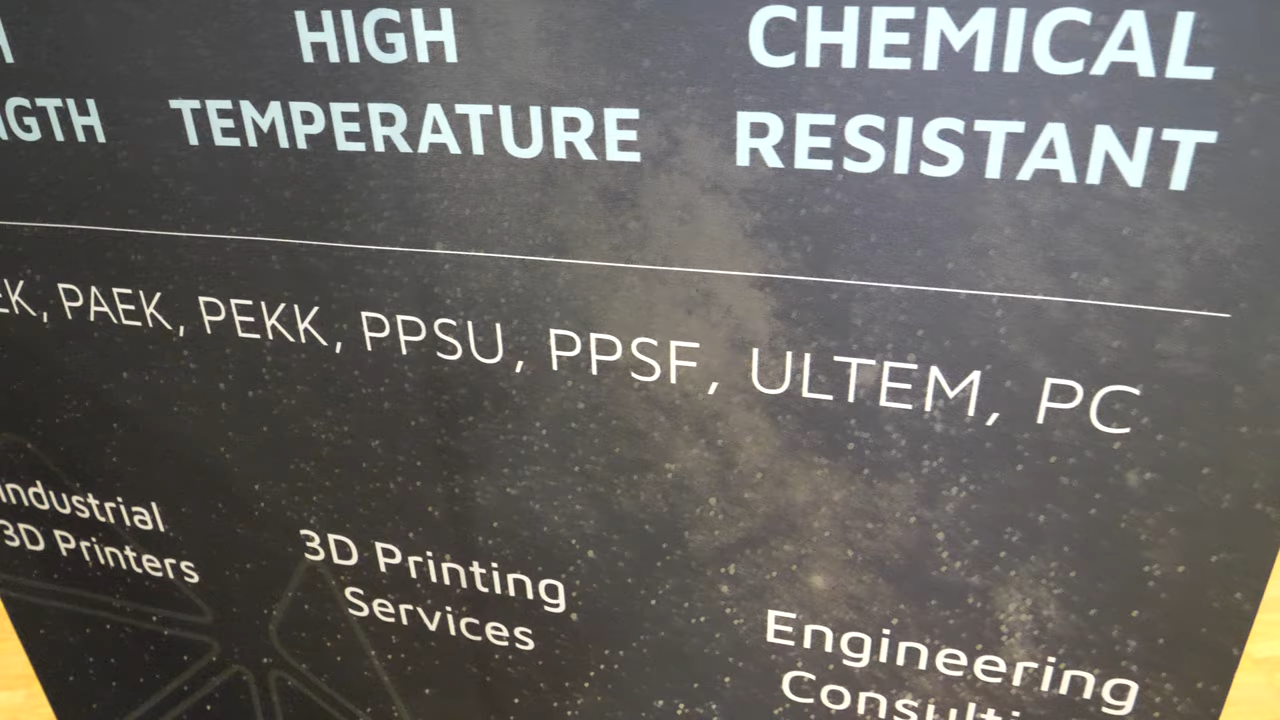 HIGH
TEMPERATURE
CHEMICAL
RESISTANT
PAEK, PEKK, PPSU, PPSF, ULTEM, PC
Industrial
3D Printers
3D Printing
Services
Engineering